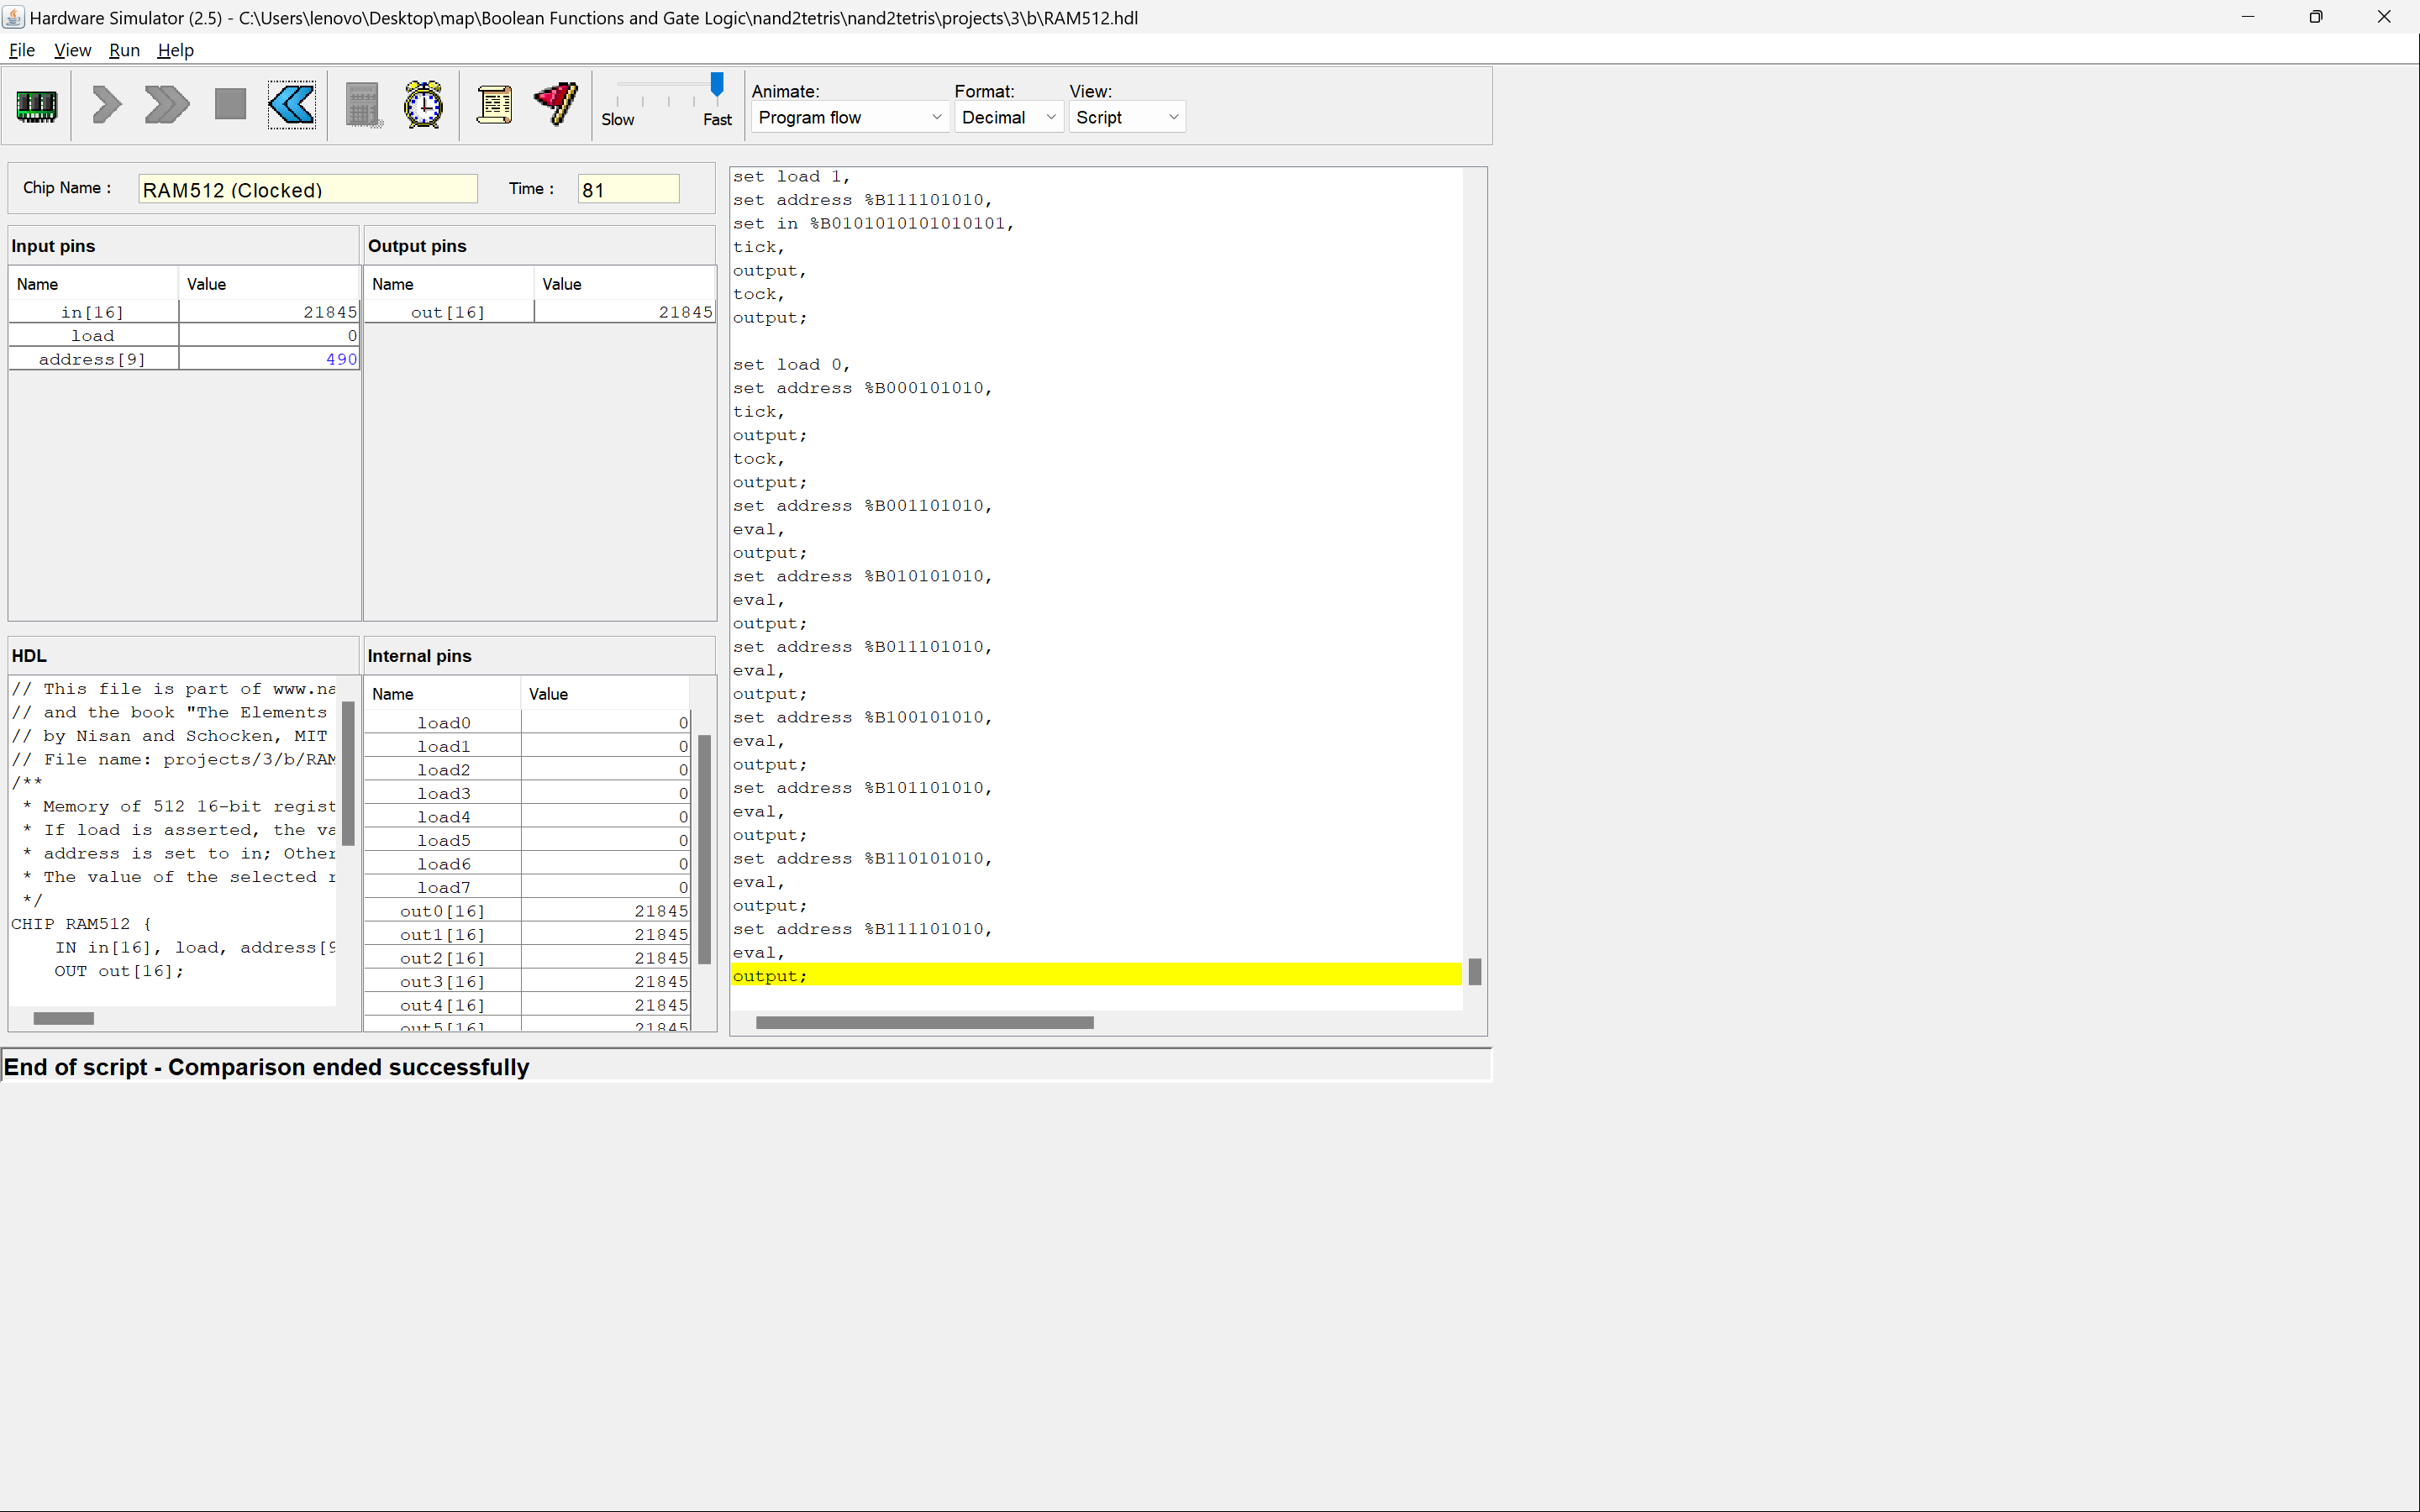 Hardware Simulator (2.5) - C:\Users\lenovo\Desktop\map\Boolean Functions and Gate Logic\nand2tetris\nand2tetris\projects\3\b\RAM512.hdl
File View Run Help
Slow Fast
Animate: Format: View:
Program flow Decimal Script
Chip Name : RAM512 (Clocked) Time : 81
Input pins
Name Value
in[16] 21845
load 0
address[9] 490
Output pins
Name Value
out[16] 21845
HDL
// This file is part of www.na
// and the book "The Elements
// by Nisan and Schocken, MIT
// File name: projects/3/b/RAM
/**
* Memory of 512 16-bit regist
* If load is asserted, the va
* address is set to in; Other
* The value of the selected r
*/
CHIP RAM512 {
IN in[16], load, address[9
OUT out[16];
Internal pins
Name Value
load0 0
load1 0
load2 0
load3 0
load4 0
load5 0
load6 0
load7 0
out0[16] 21845
out1[16] 21845
out2[16] 21845
out3[16] 21845
out4[16] 21845
out5[16] 21845
set load 1,
set address %B111101010,
set in %B0101010101010101,
tick,
output,
tock,
output;
set load 0,
set address %B000101010,
tick,
output;
tock,
output;
set address %B001101010,
eval,
output;
set address %B010101010,
eval,
output;
set address %B011101010,
eval,
output;
set address %B100101010,
eval,
output;
set address %B101101010,
eval,
output;
set address %B110101010,
eval,
output;
set address %B111101010,
eval,
output;
End of script - Comparison ended successfully